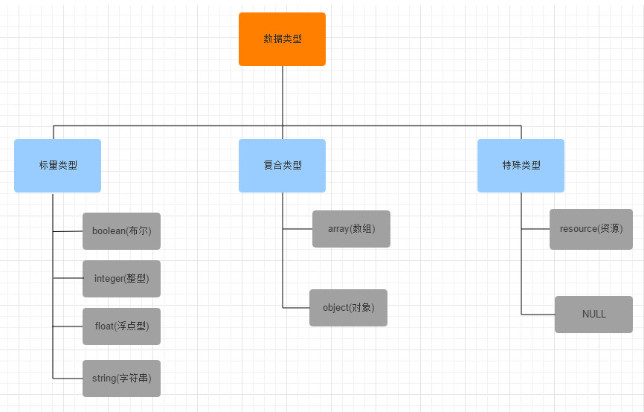 数据类型
标量类型
复合类型
特殊类型
boolean(布尔)
integer(整型)
float(浮点型)
string(字符串)
array(数组)
object(对象)
resource(资源)
NULL